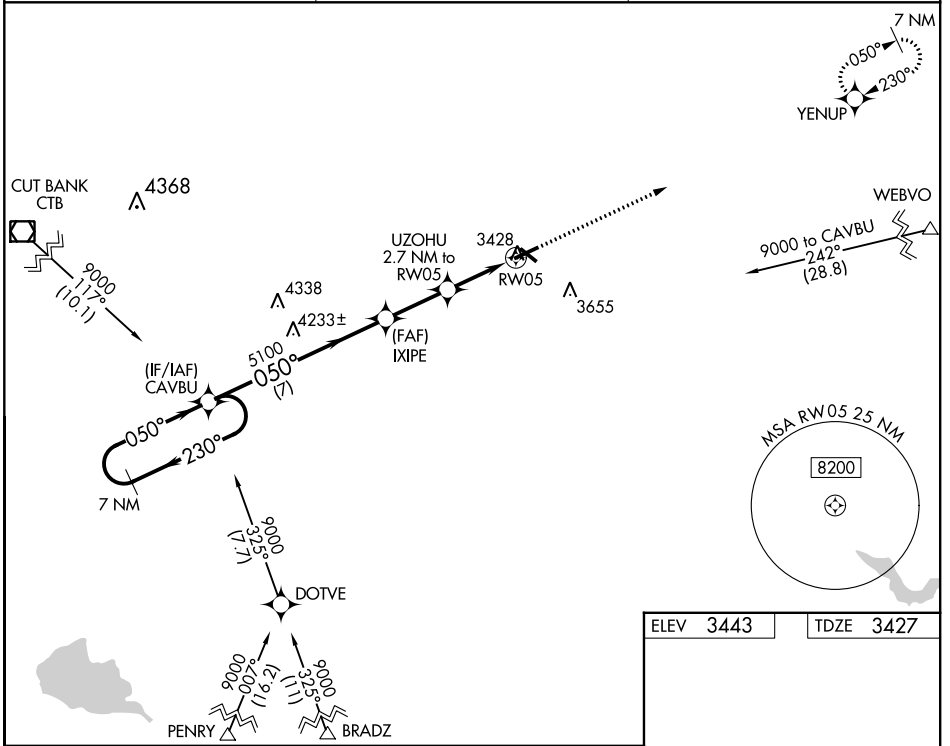 7 NM
050°
230°
YENUP
CUT BANK
CTB
4368
WEBVO
9000 to CAVBU
242°
(28.8)
9000
117°
(10.1)
UZOHU
2.7 NM to
RW05
3428
RW05
4338
4233±
3655
(FAF)
IXIPE
5100
050°
(7)
(IF/IAF)
CAVBU
050°
230°
7 NM
MSA RW05 25 NM
8200
9000
325°
(7.7)
DOTVE
9000
007°
(16.2)
9000
325°
(11)
PENRY
BRADZ
ELEV 3443
TDZE 3427